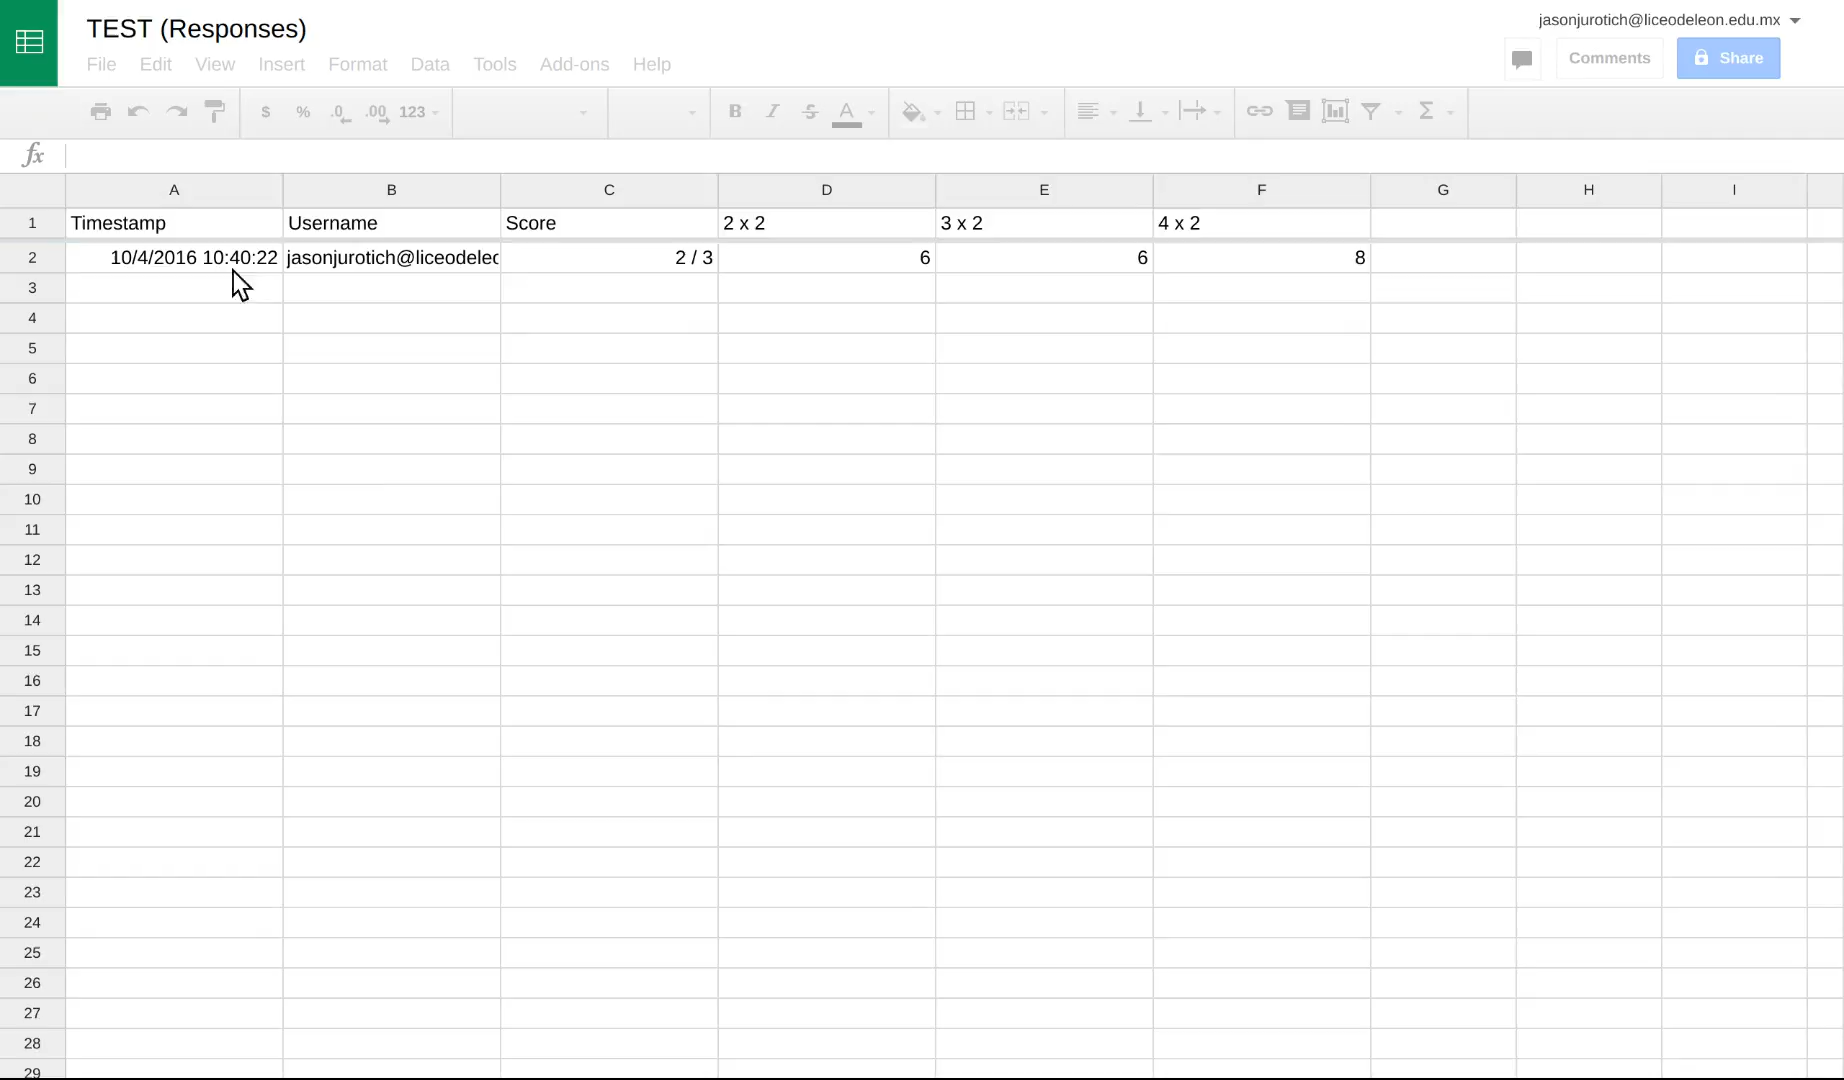 TEST (Responses)
jasonjurotich@liceodeleon.edu.mx
File Edit View Insert Format Data Tools Add-ons Help
Comments
Share
$ % .0 .00 123 B I S A Σ
fx
A B C D E F G H I
1 Timestamp Username Score 2 x 2 3 x 2 4 x 2
2 10/4/2016 10:40:22 jasonjurotich@liceodelec 2 / 3 6 6 8
3
4
5
6
7
8
9
10
11
12
13
14
15
16
17
18
19
20
21
22
23
24
25
26
27
28
29